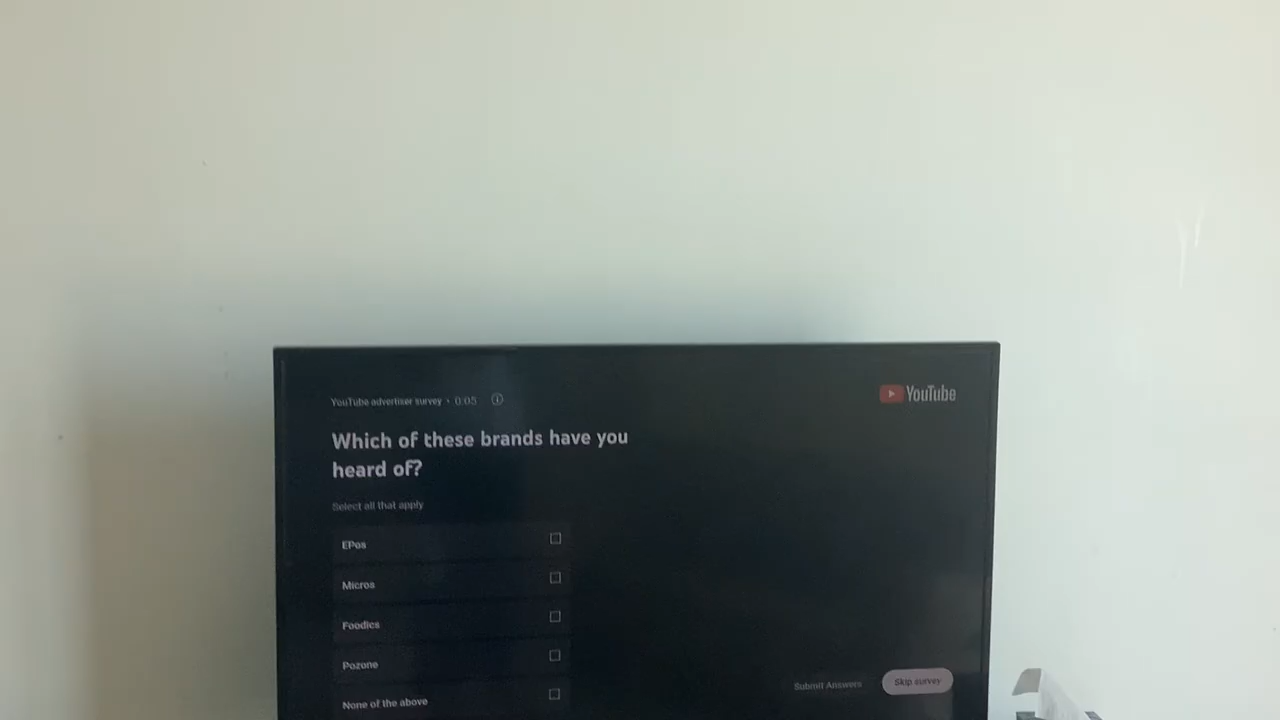 YouTube advertiser survey • 0:05
YouTube
Which of these brands have you
heard of?
Select all that apply
EPos
Micros
Foodics
Pozone
None of the above
Submit Answers
Skip survey